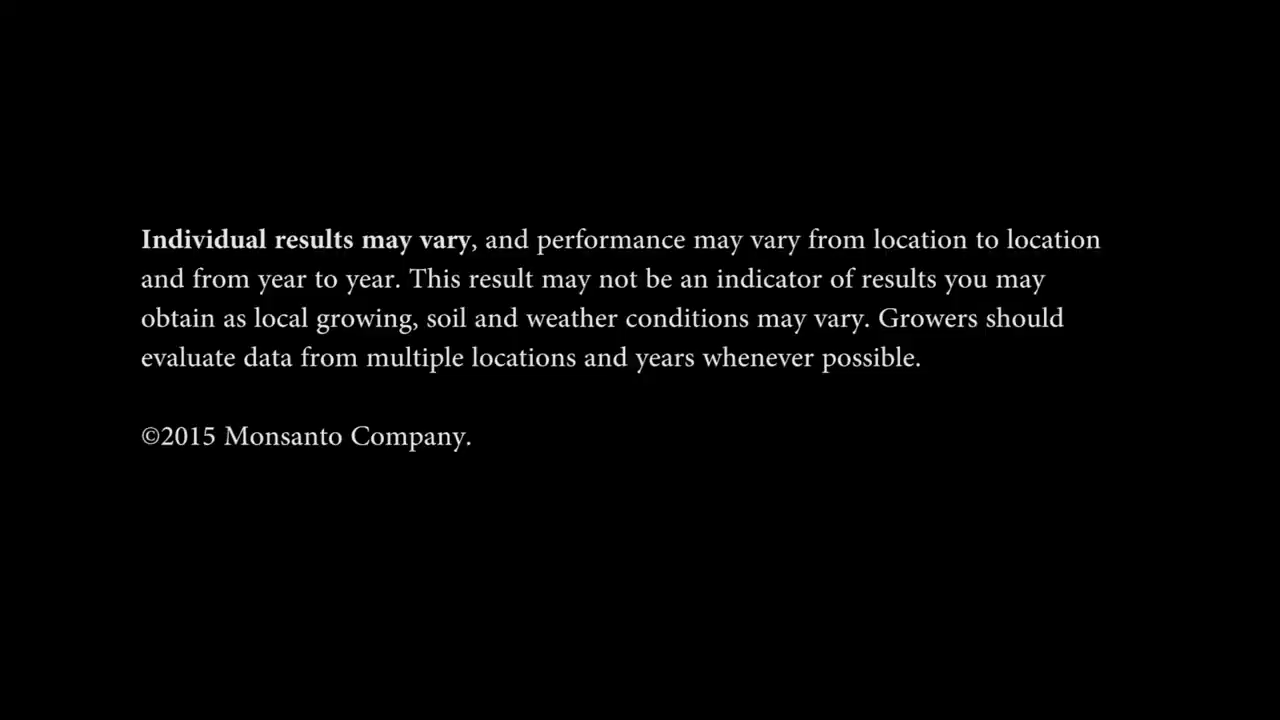 Individual results may vary, and performance may vary from location to location
and from year to year. This result may not be an indicator of results you may
obtain as local growing, soil and weather conditions may vary. Growers should
evaluate data from multiple locations and years whenever possible.
©2015 Monsanto Company.